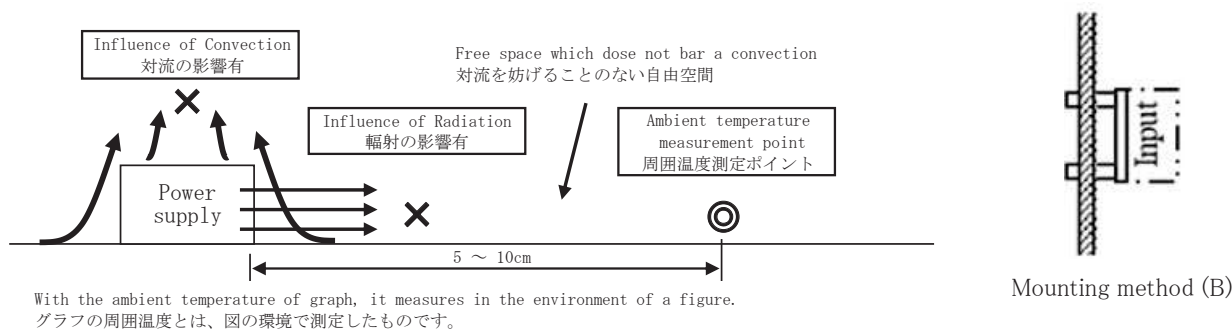 Influence of Convection
対流の影響有
Free space which dose not bar a convection
対流を妨げることのない自由空間
Influence of Radiation
輻射の影響有
Ambient temperature
measurement point
周囲温度測定ポイント
Power
supply
5 ～ 10cm
With the ambient temperature of graph, it measures in the environment of a figure.
グラフの周囲温度とは、図の環境で測定したものです。
Input
Mounting method (B)